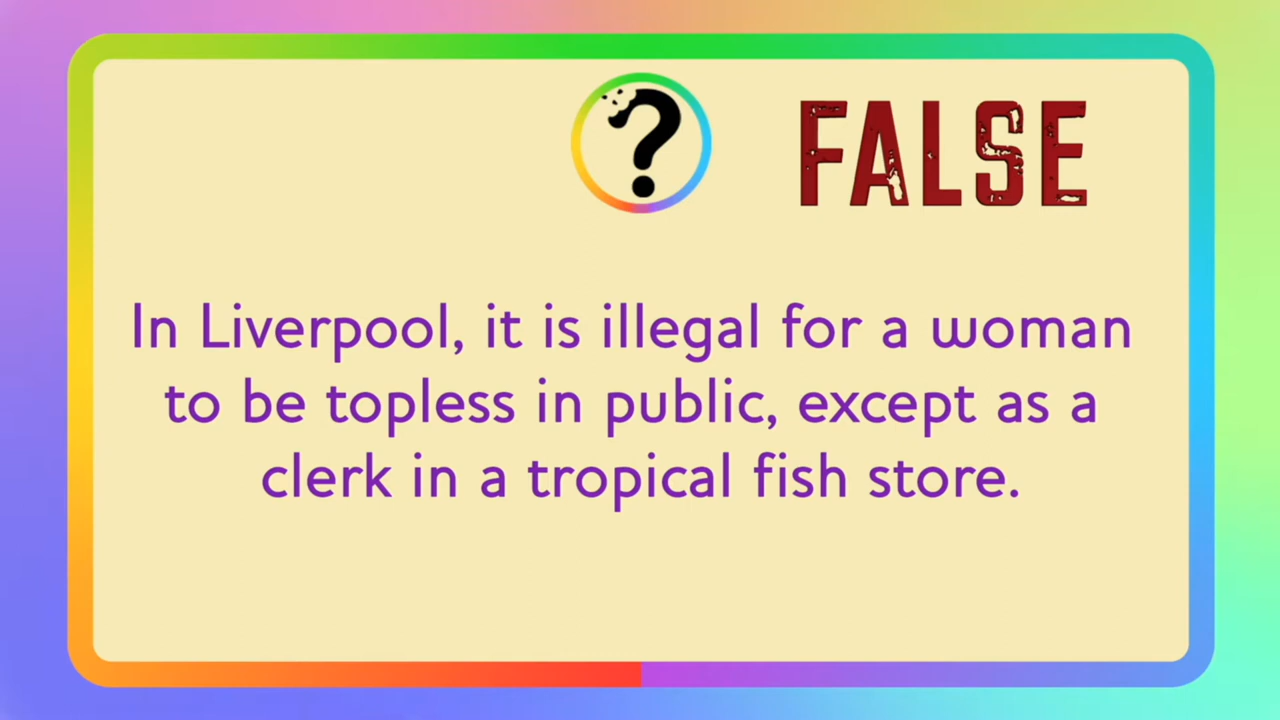 ?
FALSE
In Liverpool, it is illegal for a woman
to be topless in public, except as a
clerk in a tropical fish store.